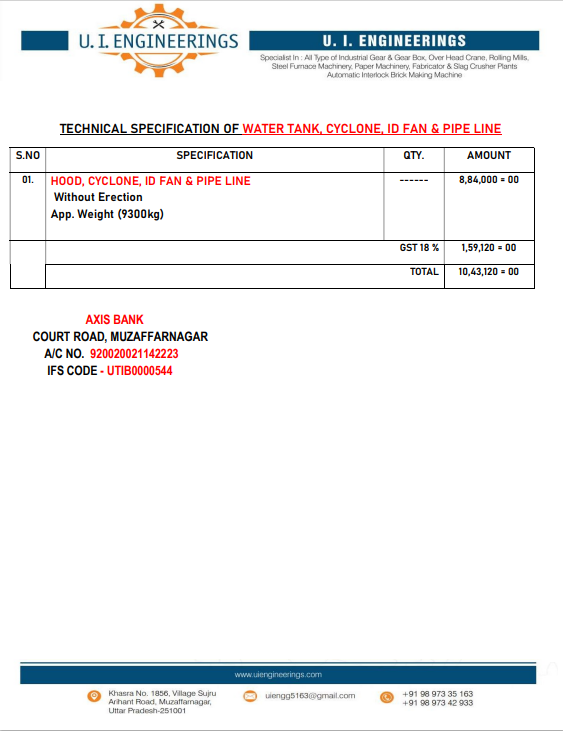 U. I. ENGINEERINGS
U. I. ENGINEERINGS
Specialist In : All Type of Industrial Gear & Gear Box, Over Head Crane, Rolling Mills,
Steel Furnace Machinery, Paper Machinery, Fabricator & Slag Crusher Plants
Automatic Interlock Brick Making Machine
TECHNICAL SPECIFICATION OF WATER TANK, CYCLONE, ID FAN & PIPE LINE
S.NO SPECIFICATION QTY. AMOUNT
01. HOOD, CYCLONE, ID FAN & PIPE LINE ------ 8,84,000 = 00
Without Erection
App. Weight (9300kg)
GST 18 % 1,59,120 = 00
TOTAL 10,43,120 = 00
AXIS BANK
COURT ROAD, MUZAFFARNAGAR
A/C NO. 920020021142223
IFS CODE - UTIB0000544
www.uiengineerings.com
Khasra No. 1856, Village Sujru
Arihant Road, Muzaffarnagar,
Uttar Pradesh-251001
uiengg5163@gmail.com
+91 98 973 35 163
+91 98 973 42 933